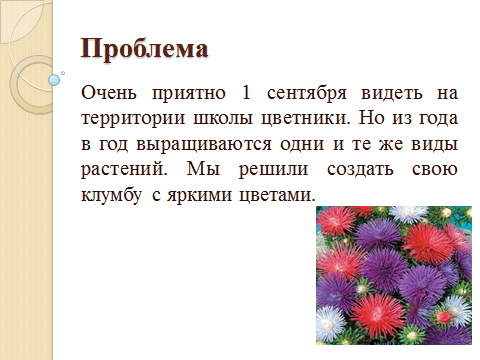 Проблема
Очень приятно 1 сентября видеть на
территории школы цветники. Но из года
в год выращиваются одни и те же виды
растений. Мы решили создать свою
клумбу с яркими цветами.